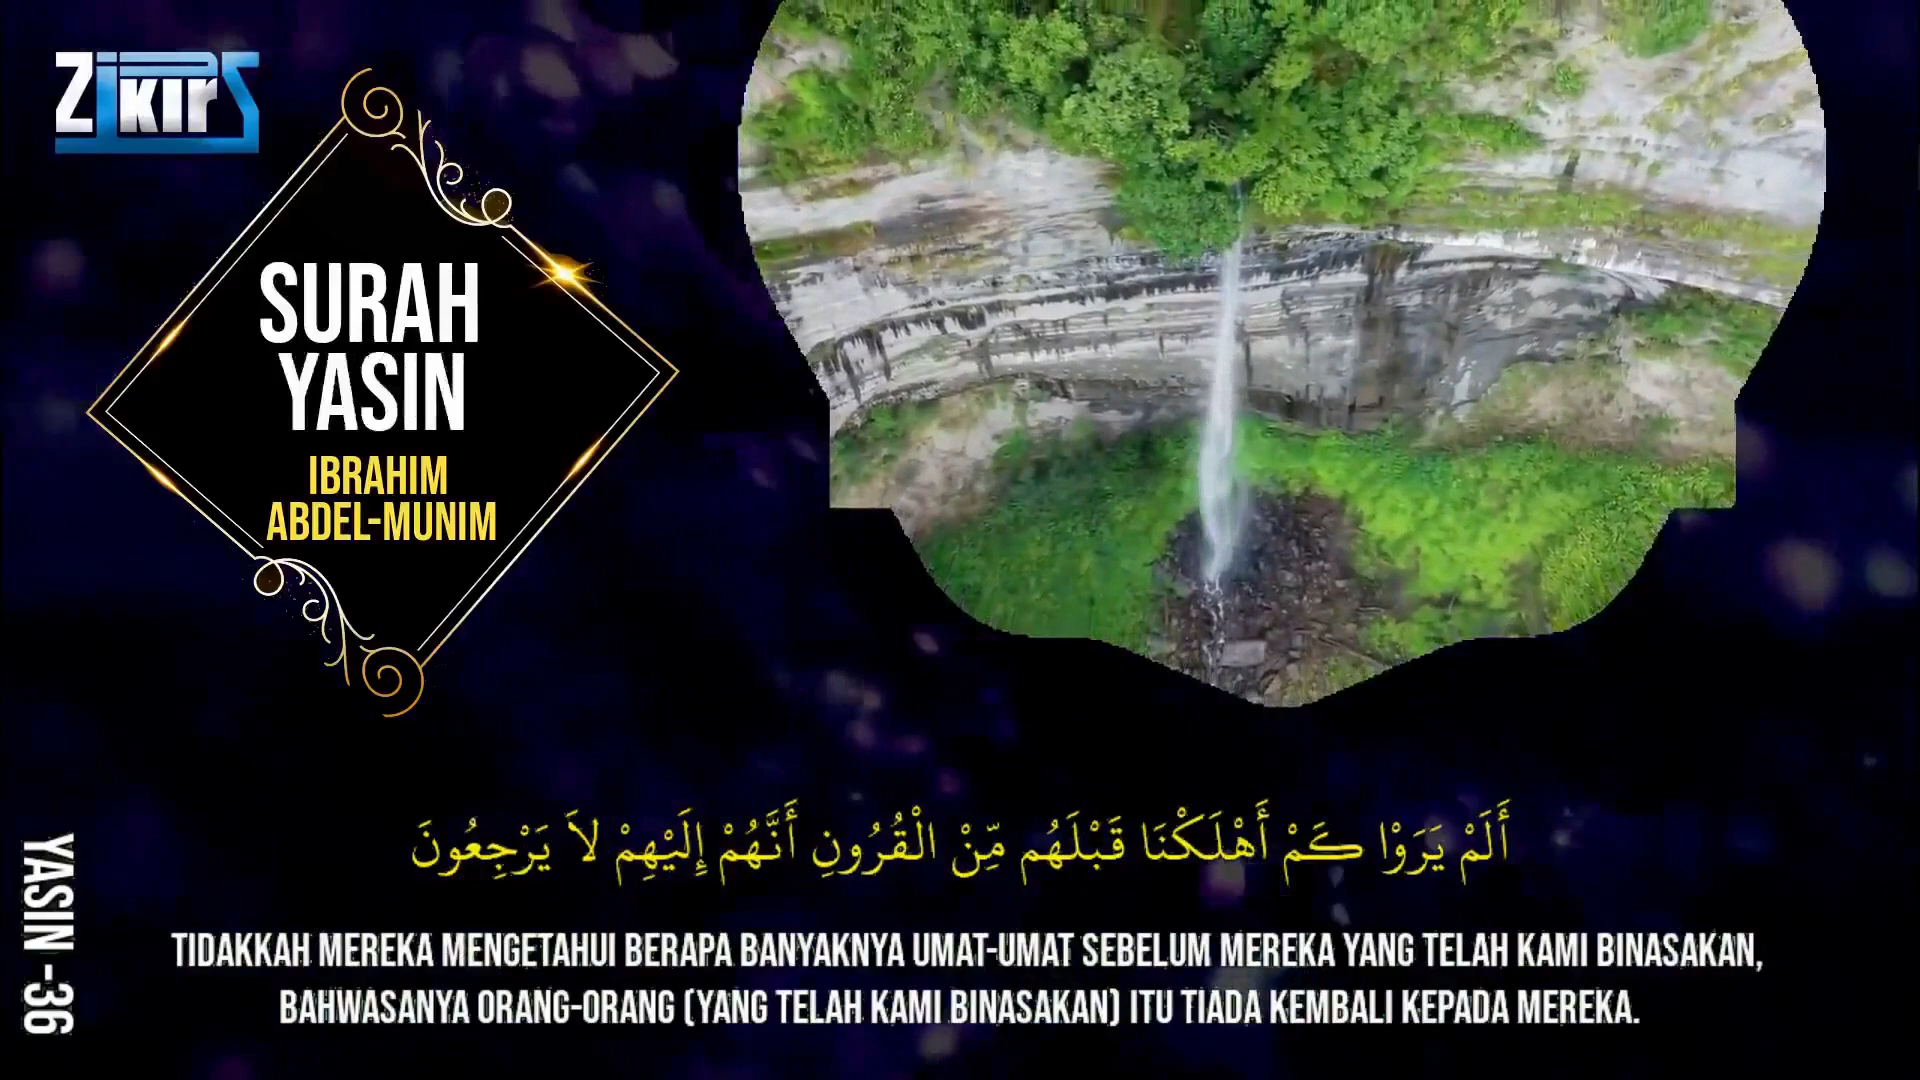 Zikir
SURAH
YASIN
IBRAHIM
ABDEL-MUNIM
أَلَمْ يَرَوْا كَمْ أَهْلَكْنَا قَبْلَهُم مِّنْ الْقُرُونِ أَنَّهُمْ إِلَيْهِمْ لاَ يَرْجِعُونَ
TIDAKKAH MEREKA MENGETAHUI BERAPA BANYAKNYA UMAT-UMAT SEBELUM MEREKA YANG TELAH KAMI BINASAKAN,
BAHWASANYA ORANG-ORANG (YANG TELAH KAMI BINASAKAN) ITU TIADA KEMBALI KEPADA MEREKA.
YASIN -36